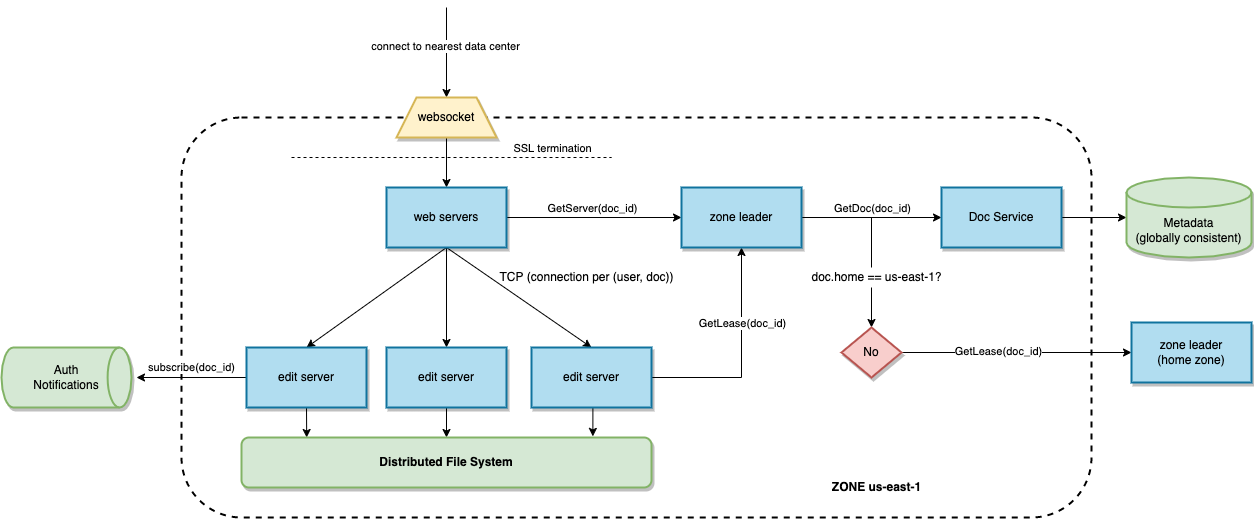 connect to nearest data center
websocket
SSL termination
web servers
GetServer(doc_id)
zone leader
GetDoc(doc_id)
Doc Service
Metadata
(globally consistent)
TCP (connection per (user, doc))
doc.home == us-east-1?
GetLease(doc_id)
No
GetLease(doc_id)
zone leader
(home zone)
Auth
Notifications
subscribe(doc_id)
edit server
edit server
edit server
Distributed File System
ZONE us-east-1